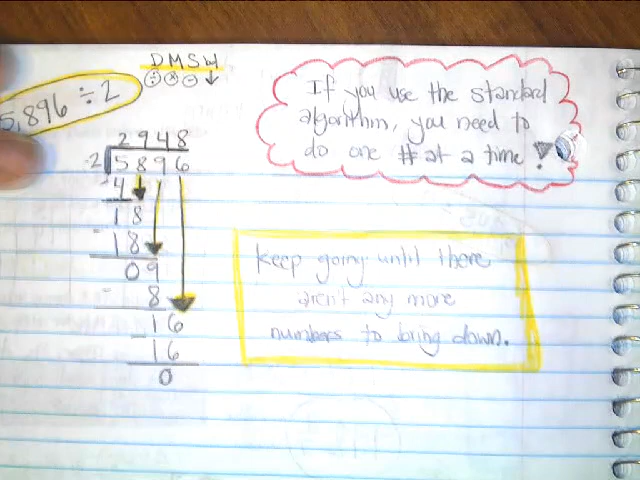 D M S ↓
÷ × - ↓
5,896 ÷ 2
2948
2 5896
- 4
18
- 18
09
- 8
16
- 16
0
If you use the standard
algorithm, you need to
do one # at a time!
Keep going until there
aren't any more
numbers to bring down.